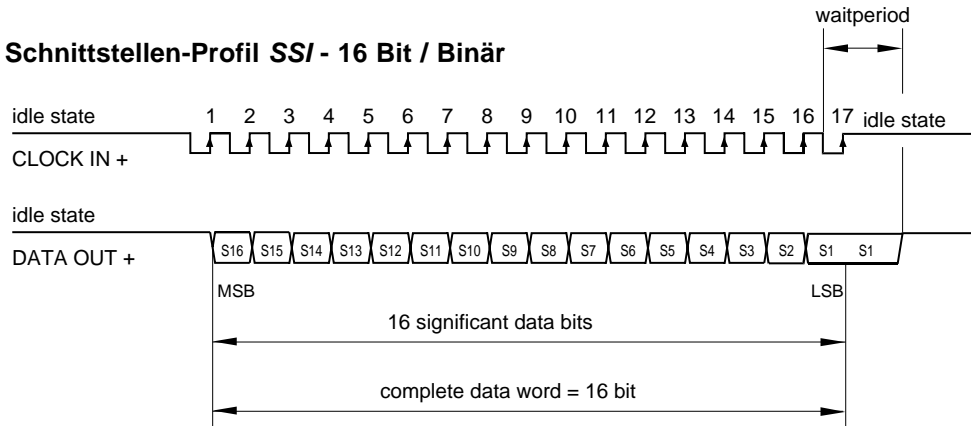 waitperiod
Schnittstellen-Profil SSI - 16 Bit / Binär
idle state 1 2 3 4 5 6 7 8 9 10 11 12 13 14 15 16 17 idle state
CLOCK IN +
idle state
DATA OUT + S16 S15 S14 S13 S12 S11 S10 S9 S8 S7 S6 S5 S4 S3 S2 S1 S1
MSB LSB
16 significant data bits
complete data word = 16 bit